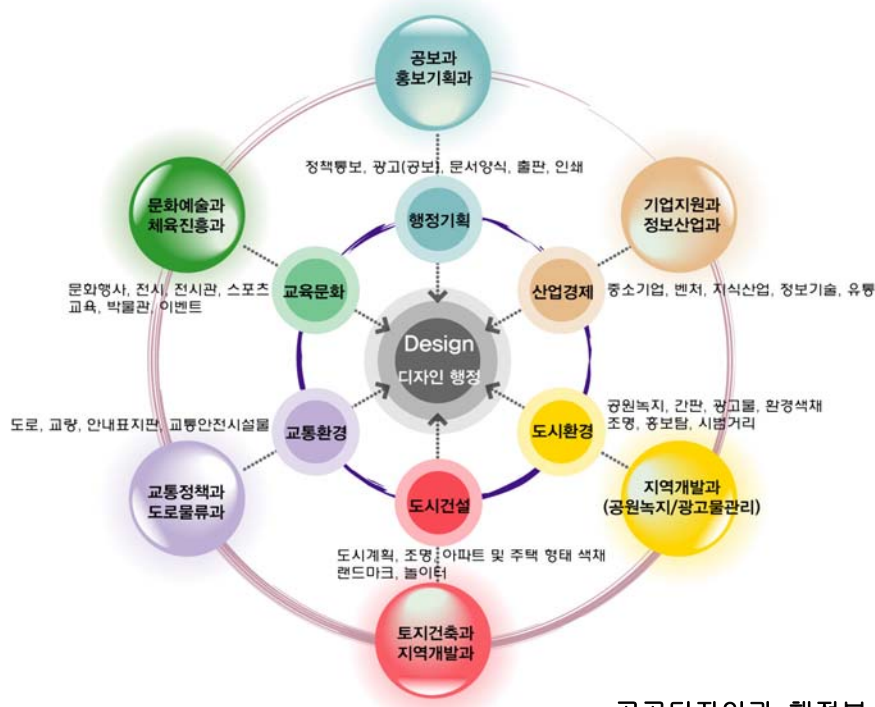 공보과
홍보기획과
정책통보, 광고(공보), 문서양식, 출판, 인쇄
행정기획
문화예술과
체육진흥과
기업지원과
정보산업과
교육문화
산업경제
문화행사, 전시, 전시관, 스포츠
교육, 박물관, 이벤트
중소기업, 벤처, 지식산업, 정보기술, 유통
Design
디자인 행정
도로, 교량, 안내표지판, 교통안전시설물
교통환경
도시환경
공원녹지, 간판, 광고물, 환경색채
조명, 홍보탑, 시범거리
교통정책과
도로물류과
도시건설
지역개발과
(공원녹지/광고물관리)
도시계획, 조명, 아파트 및 주택 형태 색채
랜드마크, 놀이터
토지건축과
지역개발과